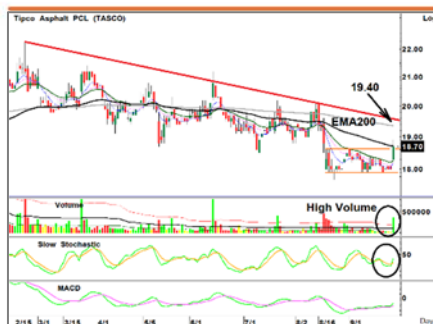 Tipco Asphalt PCL (TASCO)
22.00
21.00
19.40
20.00
EMA200
19.00
18.70
18.00
Volume
High Volume
500000
Slow Stochastic
50
MACD
0
2/15 3/1 3/15 4/1 5/1 6/1 7/1 8/2 8/16 9/1